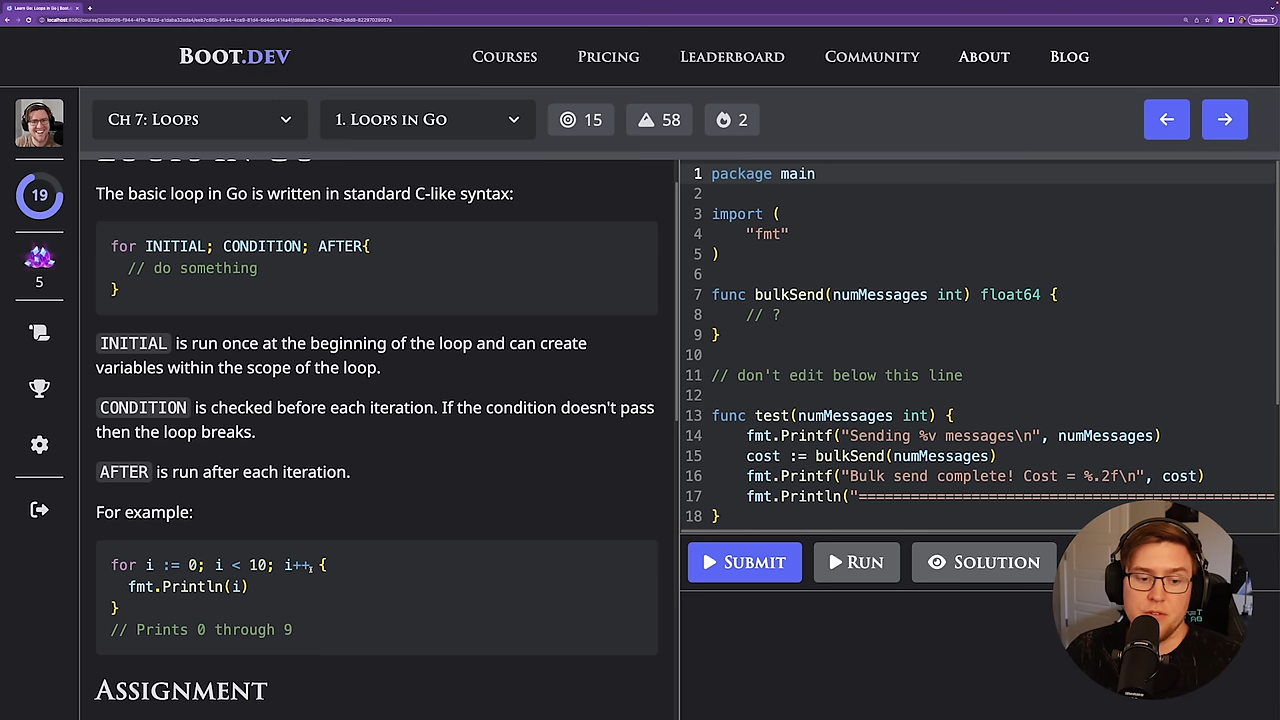 Learn Go: Loops in Go | Boot.
Update
BOOT.DEV
COURSES
PRICING
LEADERBOARD
COMMUNITY
ABOUT
BLOG
CH 7: LOOPS
1. LOOPS IN GO
15
58
2
19
5
The basic loop in Go is written in standard C-like syntax:
for INITIAL; CONDITION; AFTER{
// do something
}
INITIAL is run once at the beginning of the loop and can create
variables within the scope of the loop.
CONDITION is checked before each iteration. If the condition doesn't pass
then the loop breaks.
AFTER is run after each iteration.
For example:
for i := 0; i < 10; i++ {
fmt.Println(i)
}
// Prints 0 through 9
ASSIGNMENT
1 package main
2
3 import (
4 "fmt"
5 )
6
7 func bulkSend(numMessages int) float64 {
8 // ?
9 }
10
11 // don't edit below this line
12
13 func test(numMessages int) {
14 fmt.Printf("Sending %v messages\n", numMessages)
15 cost := bulkSend(numMessages)
16 fmt.Printf("Bulk send complete! Cost = %.2f\n", cost)
17 fmt.Println("================================================
18 }
SUBMIT
RUN
SOLUTION